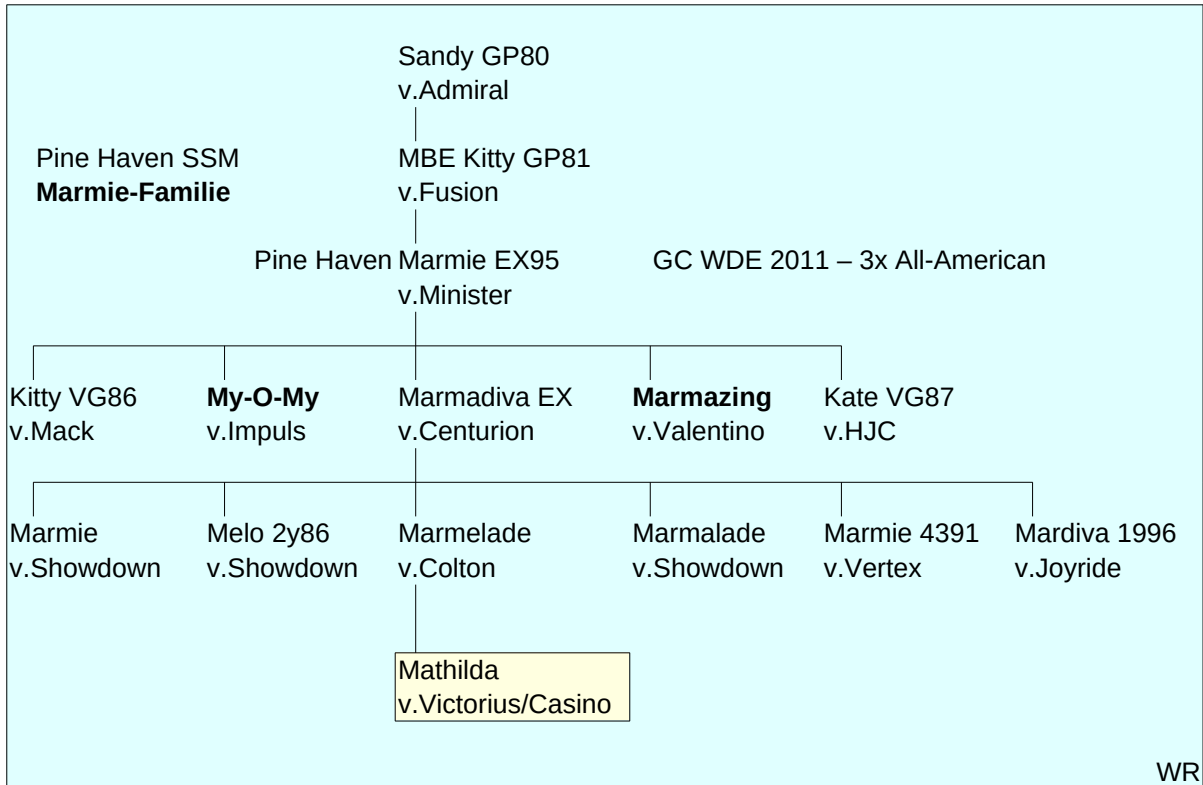 Sandy GP80
v.Admiral
Pine Haven SSM
Marmie-Familie
MBE Kitty GP81
v.Fusion
Pine Haven Marmie EX95
v.Minister
GC WDE 2011 – 3x All-American
Kitty VG86
v.Mack
My-O-My
v.Impuls
Marmadiva EX
v.Centurion
Marmazing
v.Valentino
Kate VG87
v.HJC
Marmie
v.Showdown
Melo 2y86
v.Showdown
Marmelade
v.Colton
Marmalade
v.Showdown
Marmie 4391
v.Vertex
Mardiva 1996
v.Joyride
Mathilda
v.Victorius/Casino
WR